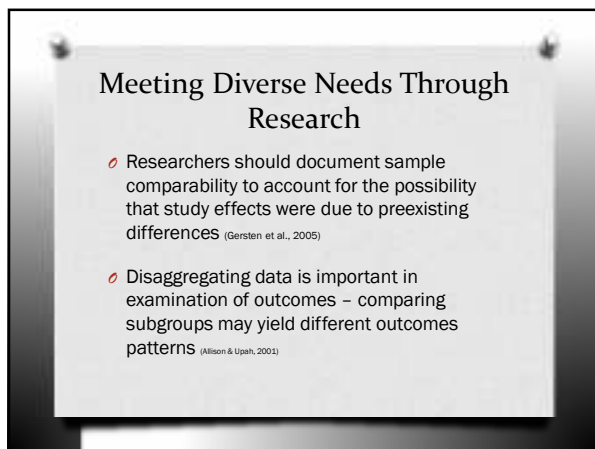 Meeting Diverse Needs Through
Research
Researchers should document sample
comparability to account for the possibility
that study effects were due to preexisting
differences (Gersten et al., 2005)
Disaggregating data is important in
examination of outcomes – comparing
subgroups may yield different outcomes
patterns (Allison & Upah, 2001)